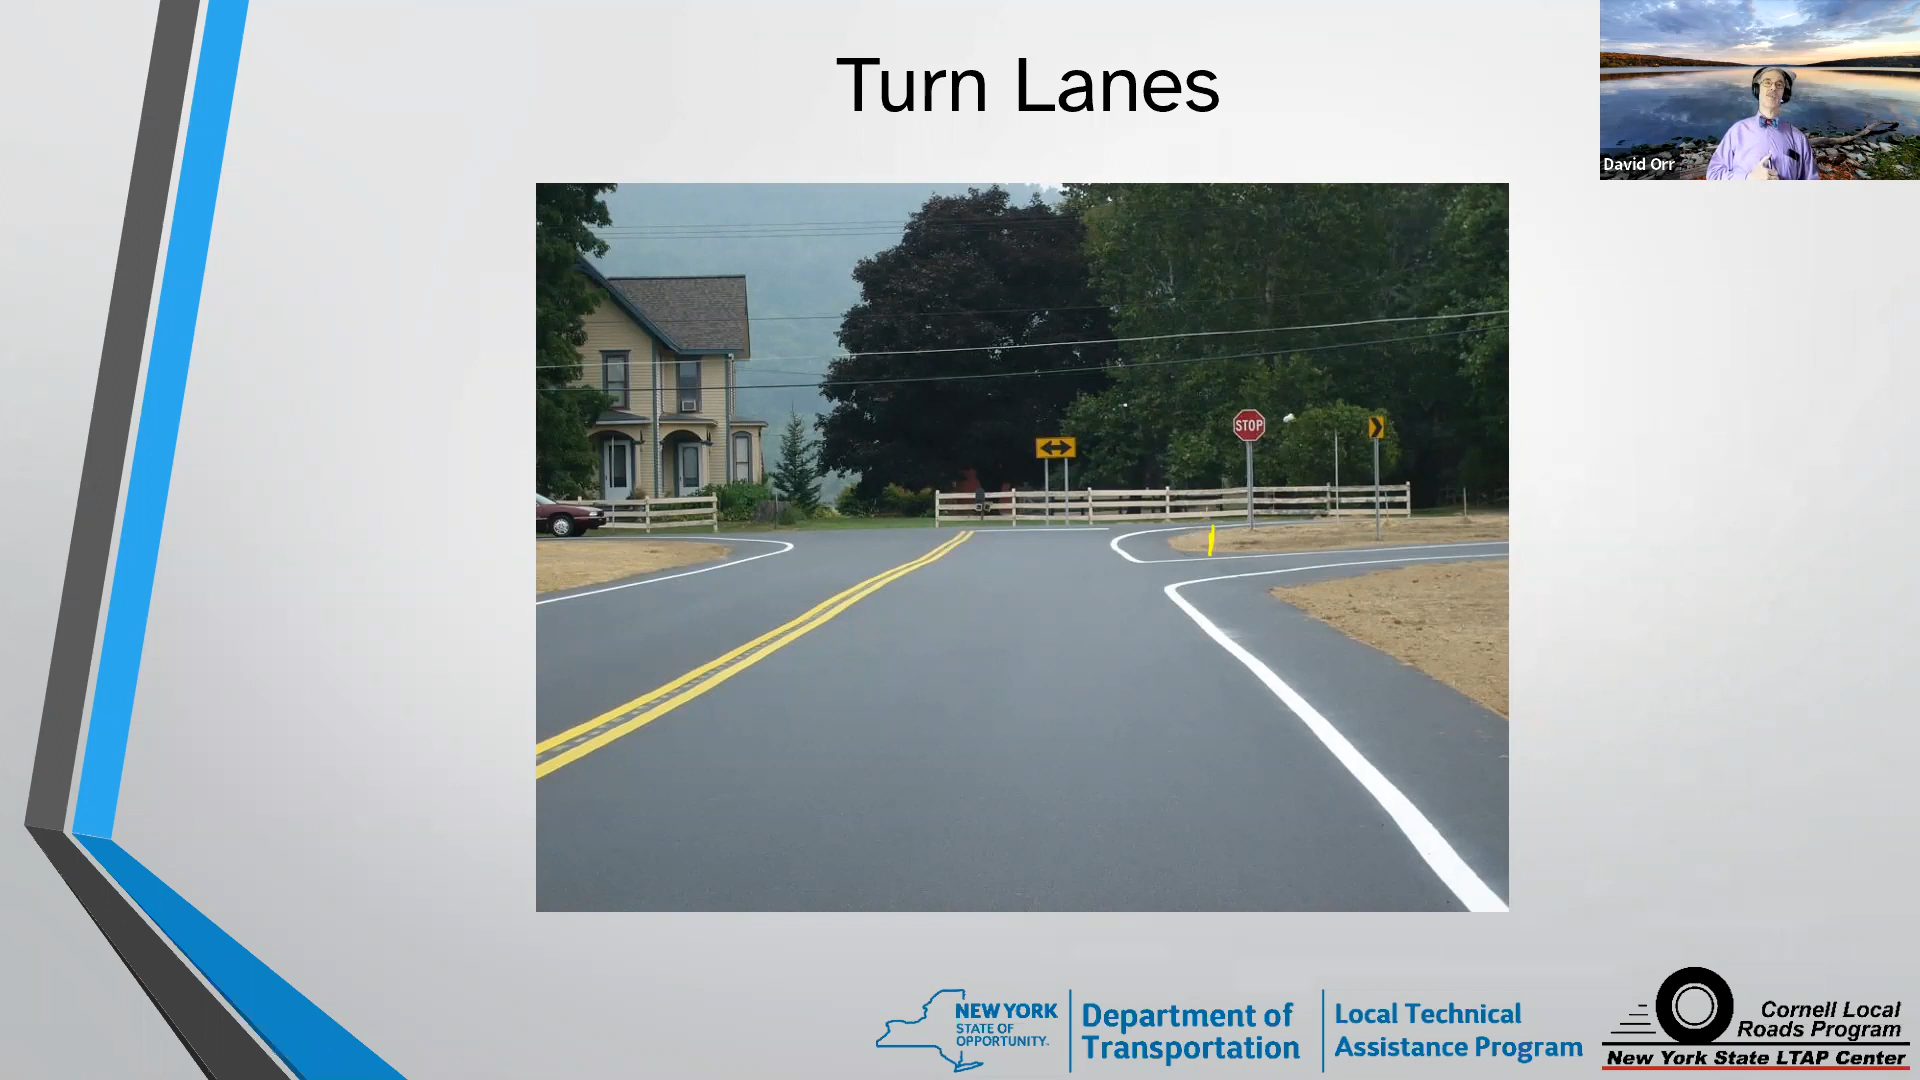 Turn Lanes
David Orr
STOP
NEW YORK
STATE OF
OPPORTUNITY.
Department of
Transportation
Local Technical
Assistance Program
Cornell Local
Roads Program
New York State LTAP Center